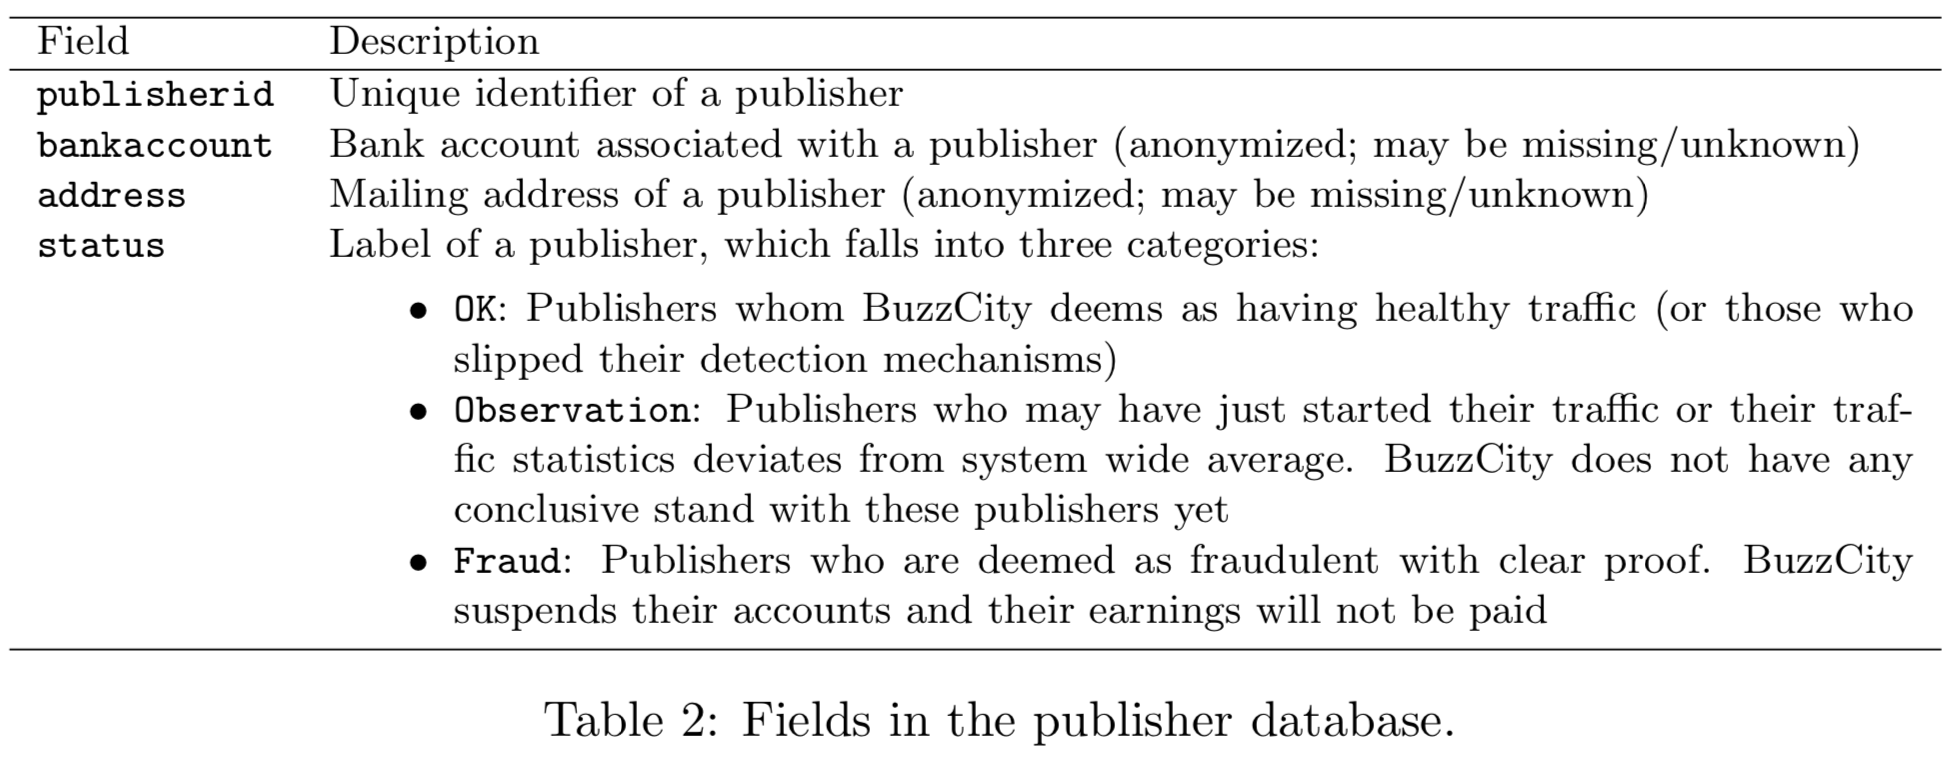 Field Description
publisherid Unique identifier of a publisher
bankaccount Bank account associated with a publisher (anonymized; may be missing/unknown)
address Mailing address of a publisher (anonymized; may be missing/unknown)
status Label of a publisher, which falls into three categories:
• OK: Publishers whom BuzzCity deems as having healthy traffic (or those who
slipped their detection mechanisms)
• Observation: Publishers who may have just started their traffic or their traf-
fic statistics deviates from system wide average. BuzzCity does not have any
conclusive stand with these publishers yet
• Fraud: Publishers who are deemed as fraudulent with clear proof. BuzzCity
suspends their accounts and their earnings will not be paid
Table 2: Fields in the publisher database.